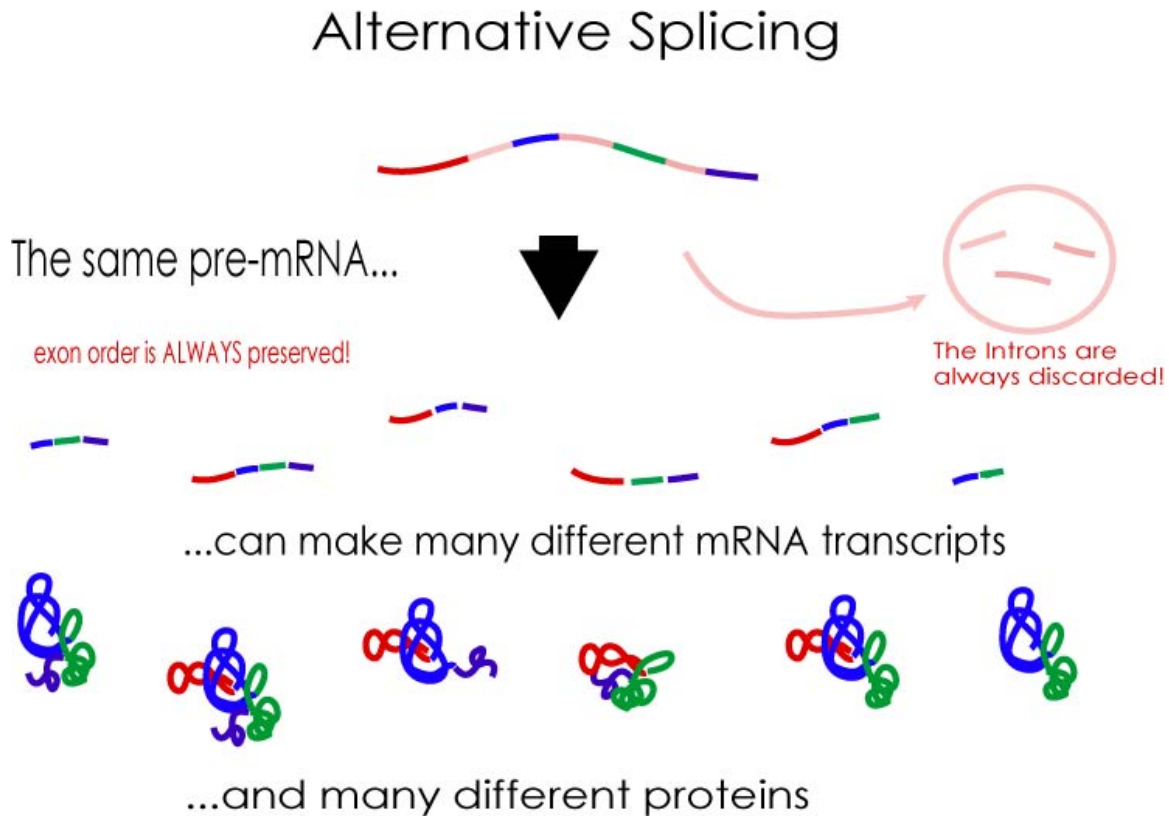 Alternative Splicing
The same pre-mRNA...
exon order is ALWAYS preserved!
The Introns are
always discarded!
...can make many different mRNA transcripts
...and many different proteins